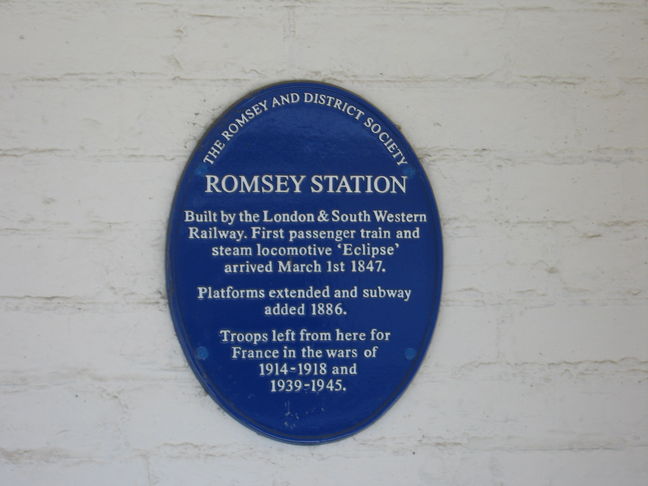 THE ROMSEY AND DISTRICT SOCIETY
ROMSEY STATION
Built by the London & South Western
Railway. First passenger train and
steam locomotive ‘Eclipse’
arrived March 1st 1847.
Platforms extended and subway
added 1886.
Troops left from here for
France in the wars of
1914-1918 and
1939-1945.